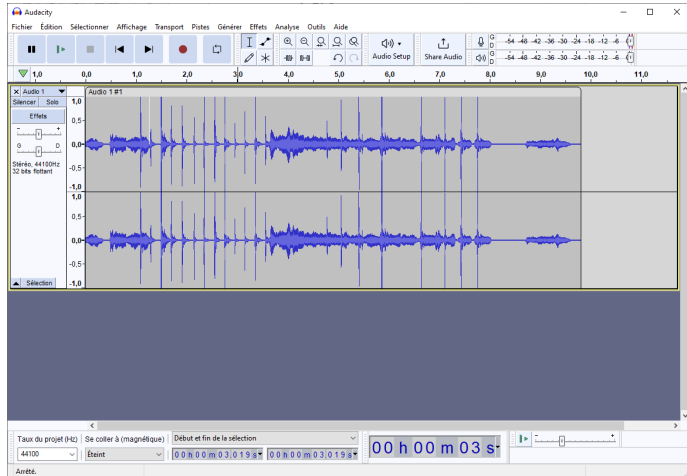 Audacity
Fichier Édition Sélectionner Affichage Transport Pistes Générer Effets Analyse Outils Aide
Audio Setup Share Audio
G D -54 -48 -42 -36 -30 -24 -18 -12 -6 0
G D -54 -48 -42 -36 -30 -24 -18 -12 -6 0
1,0 0,0 1,0 2,0 3,0 4,0 5,0 6,0 7,0 8,0 9,0 10,0 11,0
Audio 1 Audio 1 #1
Silencer Solo
Effets
- +
G D
Stéréo, 44100Hz
32 bits flottant
Sélection
1,0
0,5-
0,0-
-0,5-
-1,0
1,0
0,5-
0,0-
-0,5-
-1,0
Taux du projet (Hz) Se coller à (magnétique) Début et fin de la sélection
44100 Éteint 00 h 00 m 03,019 s 00 h 00 m 03,019 s
00 h 00 m 03 s
Arrêté.